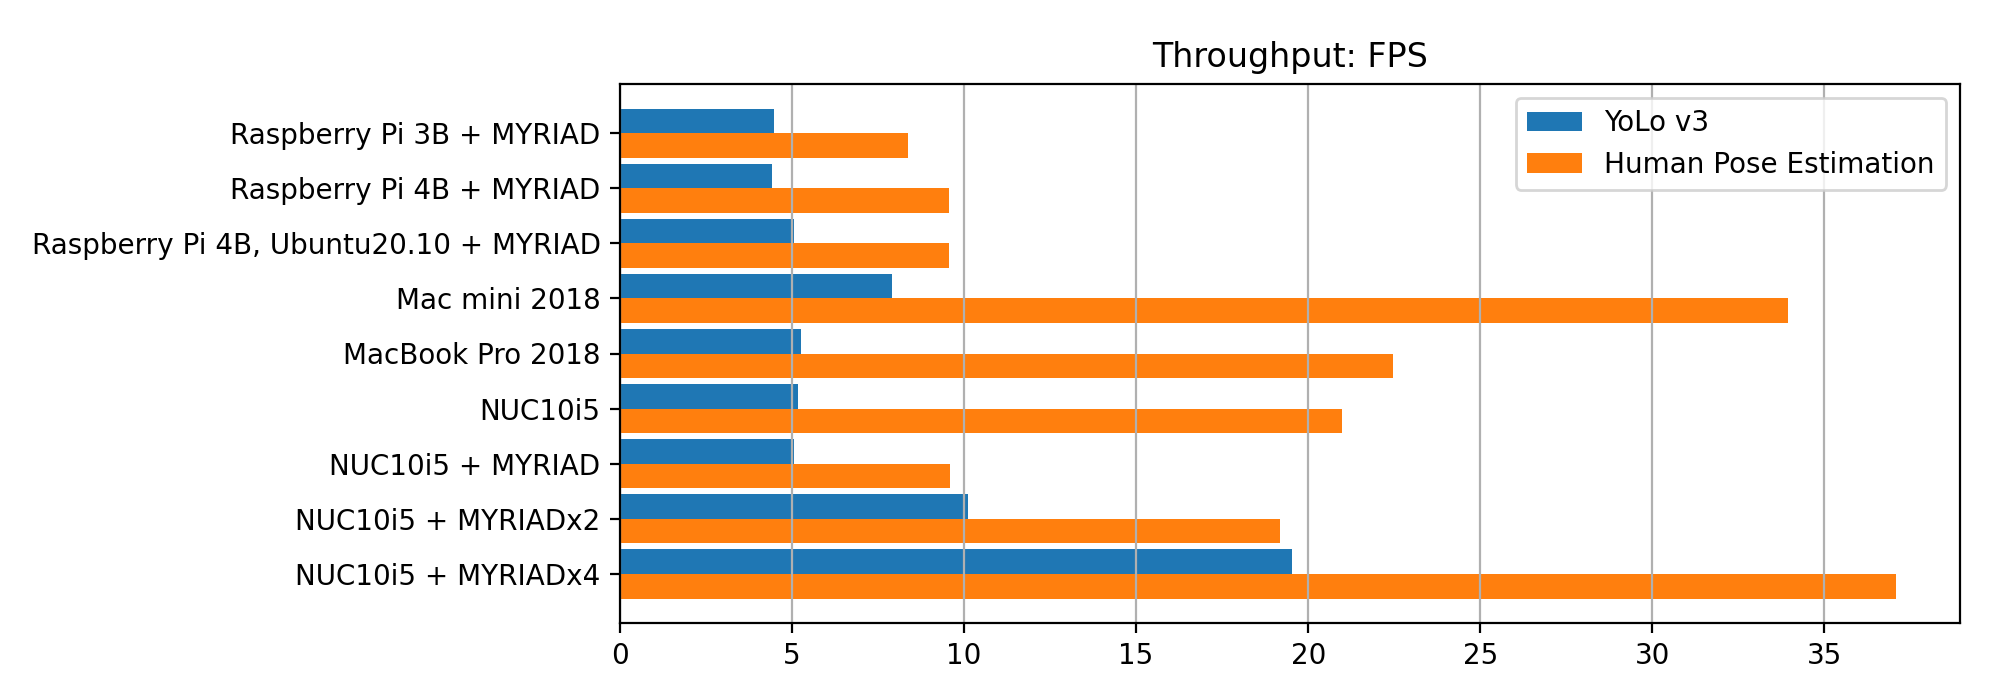 Throughput: FPS
YoLo v3
Human Pose Estimation
Raspberry Pi 3B + MYRIAD
Raspberry Pi 4B + MYRIAD
Raspberry Pi 4B, Ubuntu20.10 + MYRIAD
Mac mini 2018
MacBook Pro 2018
NUC10i5
NUC10i5 + MYRIAD
NUC10i5 + MYRIADx2
NUC10i5 + MYRIADx4
0 5 10 15 20 25 30 35